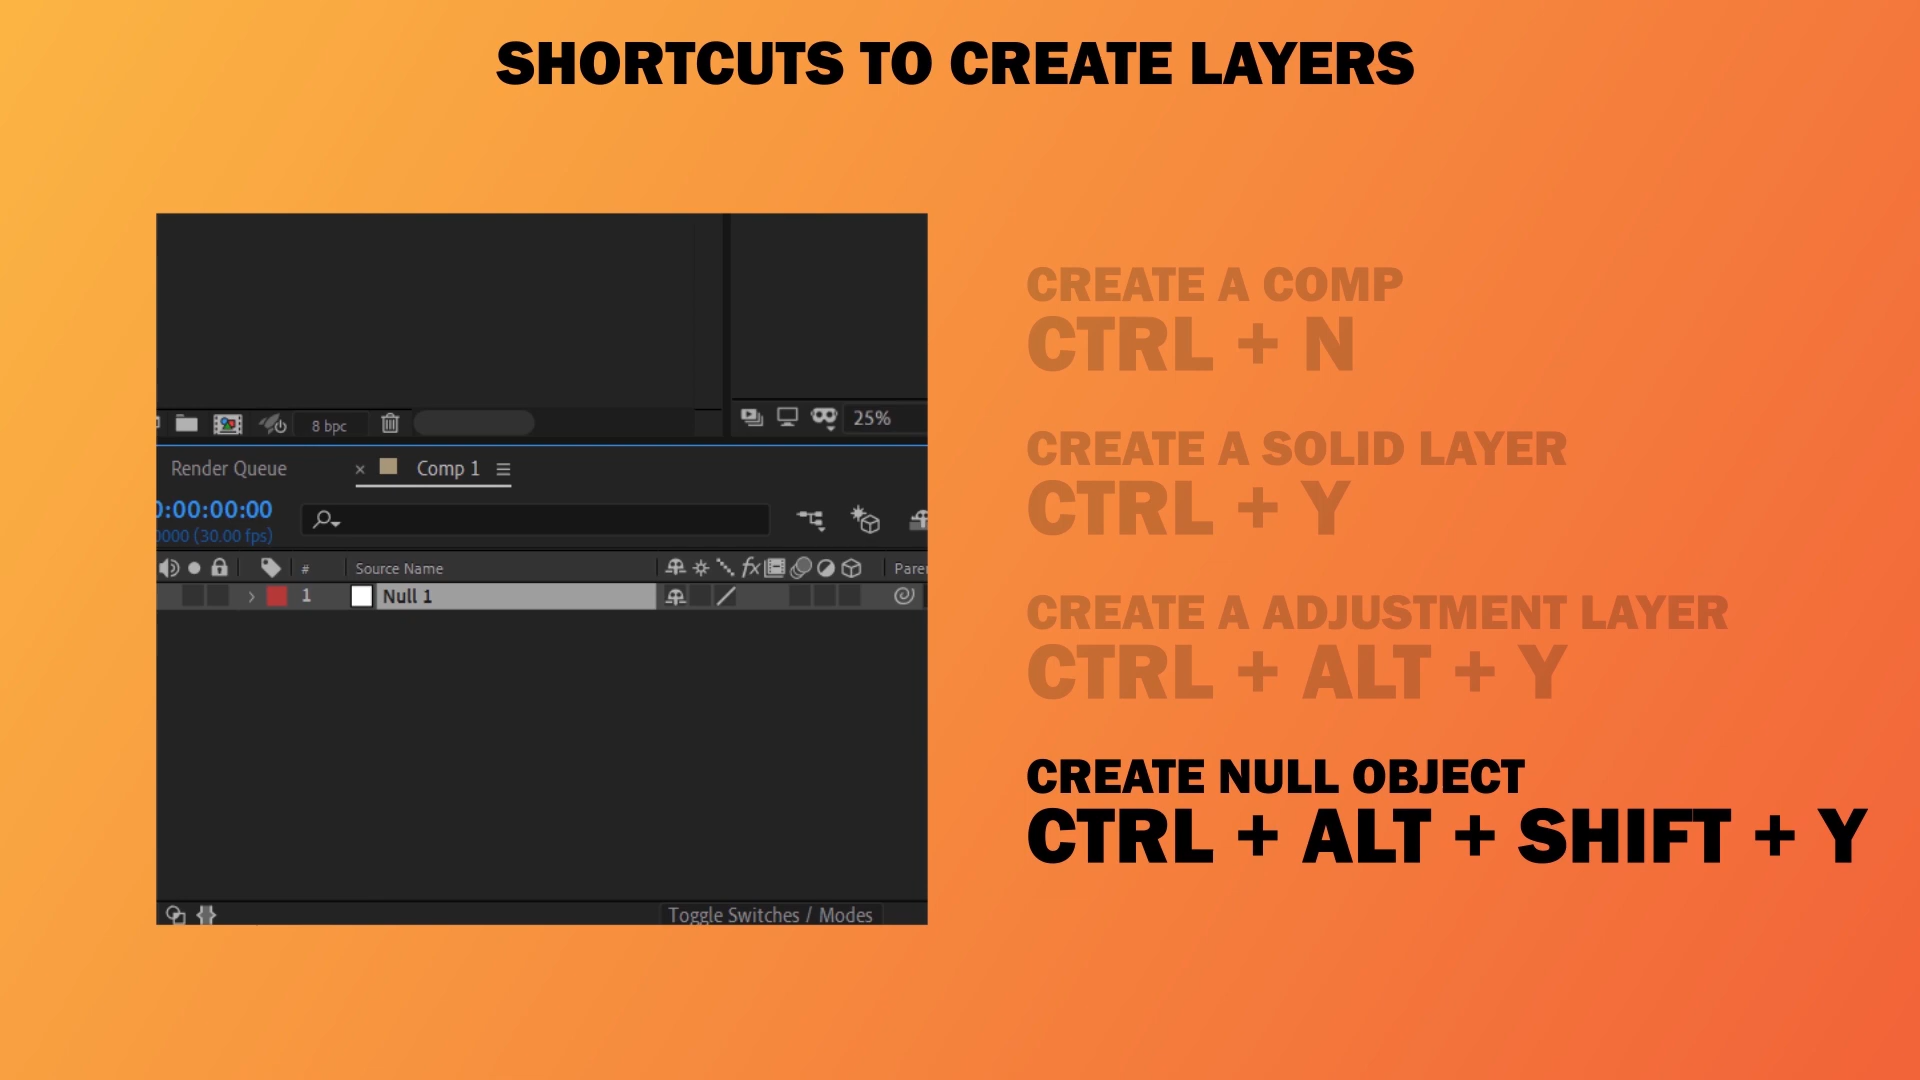 SHORTCUTS TO CREATE LAYERS
8 bpc
25%
Render Queue
× Comp 1
0:00:00:00
0000 (30.00 fps)
# Source Name
1 Null 1
Toggle Switches / Modes
CREATE A COMP
CTRL + N
CREATE A SOLID LAYER
CTRL + Y
CREATE A ADJUSTMENT LAYER
CTRL + ALT + Y
CREATE NULL OBJECT
CTRL + ALT + SHIFT + Y